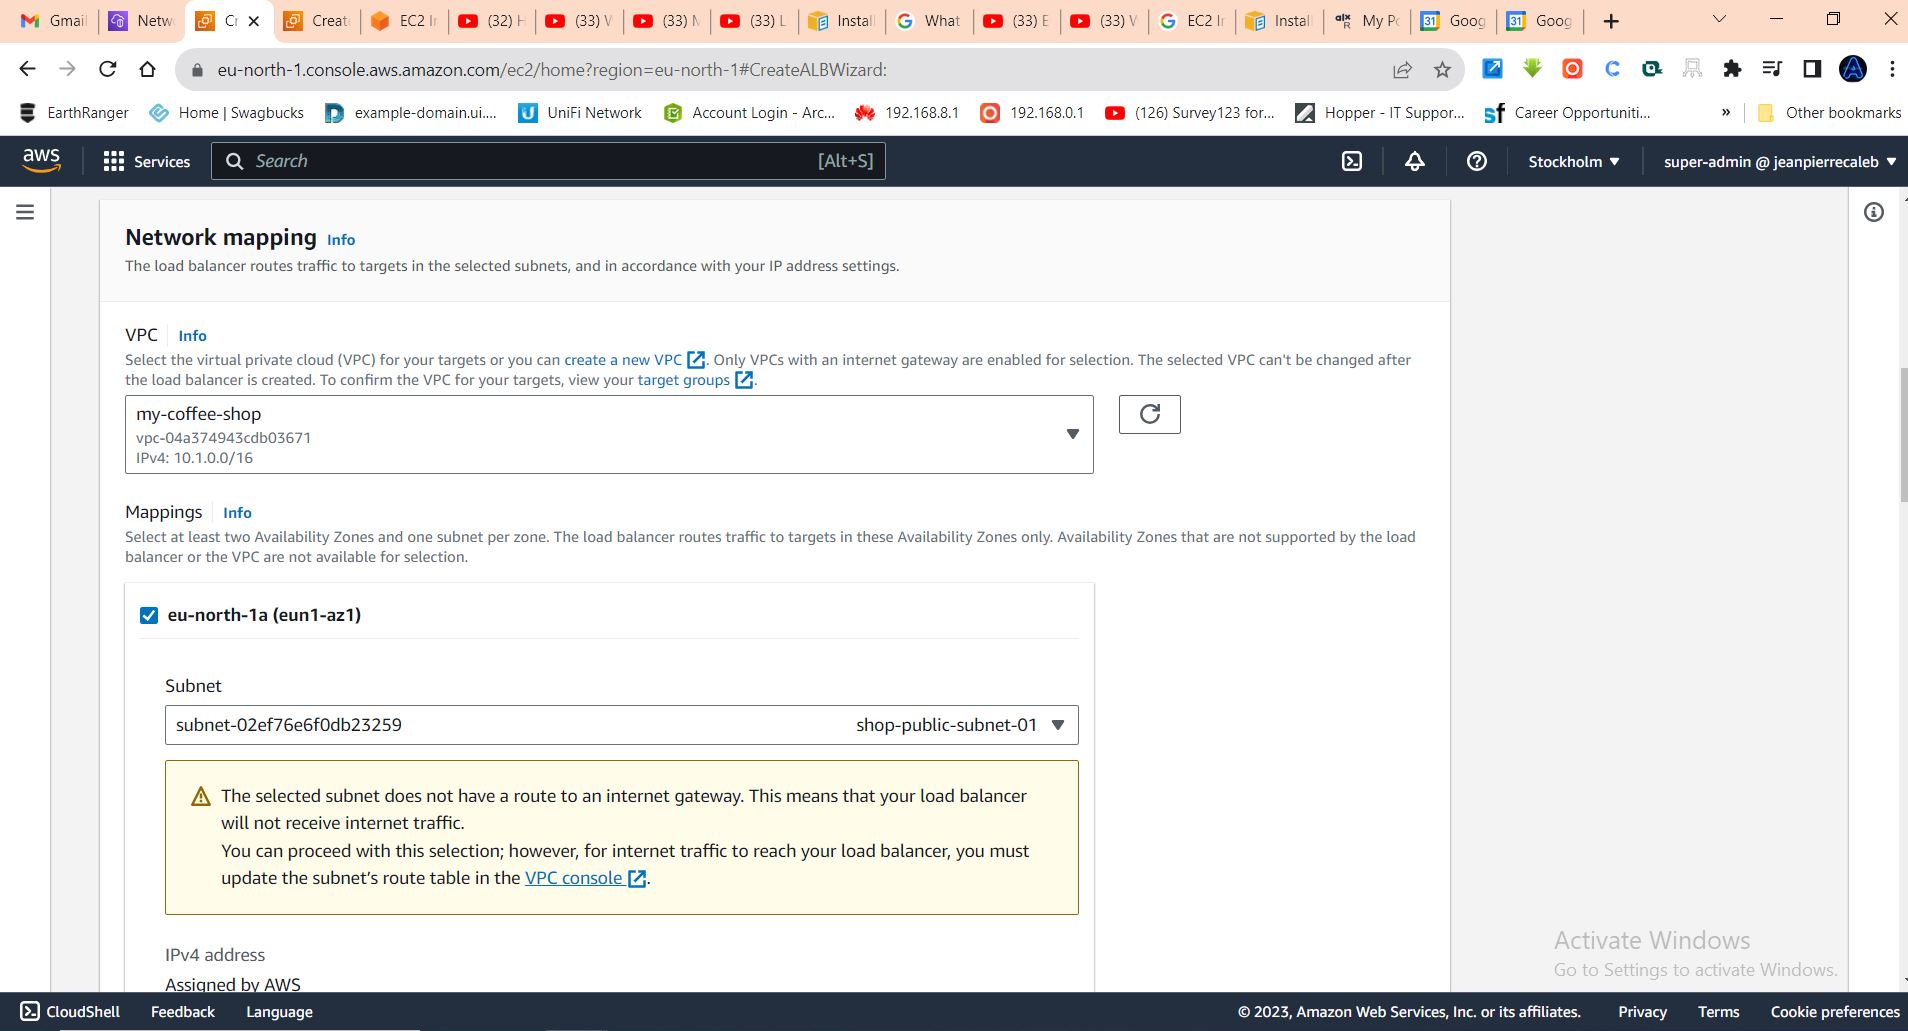 Gmail
Netw
Cr
Create
EC2 Ir
(32) H
(33) V
(33) M
(33) L
Install
What
(33) E
(33) V
EC2 Ir
Install
My Po
Goog
Goog
eu-north-1.console.aws.amazon.com/ec2/home?region=eu-north-1#CreateALBWizard:
EarthRanger
Home | Swagbucks
example-domain.ui....
UniFi Network
Account Login - Arc...
192.168.8.1
192.168.0.1
(126) Survey123 for...
Hopper - IT Suppor...
Career Opportuniti...
»
Other bookmarks
aws
Services
Search
[Alt+S]
Stockholm
super-admin @ jeanpierrecaleb
Network mapping Info
The load balancer routes traffic to targets in the selected subnets, and in accordance with your IP address settings.
VPC Info
Select the virtual private cloud (VPC) for your targets or you can create a new VPC. Only VPCs with an internet gateway are enabled for selection. The selected VPC can't be changed after
the load balancer is created. To confirm the VPC for your targets, view your target groups.
my-coffee-shop
vpc-04a374943cdb03671
IPv4: 10.1.0.0/16
Mappings Info
Select at least two Availability Zones and one subnet per zone. The load balancer routes traffic to targets in these Availability Zones only. Availability Zones that are not supported by the load
balancer or the VPC are not available for selection.
eu-north-1a (eun1-az1)
Subnet
subnet-02ef76e6f0db23259 shop-public-subnet-01
The selected subnet does not have a route to an internet gateway. This means that your load balancer
will not receive internet traffic.
You can proceed with this selection; however, for internet traffic to reach your load balancer, you must
update the subnet's route table in the VPC console.
IPv4 address
Assigned by AWS
Activate Windows
Go to Settings to activate Windows.
CloudShell
Feedback
Language
© 2023, Amazon Web Services, Inc. or its affiliates.
Privacy
Terms
Cookie preferences